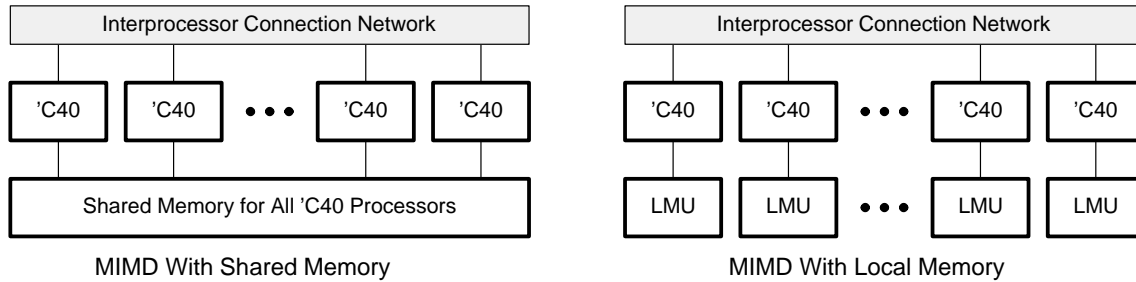 Interprocessor Connection Network
'C40 'C40 'C40 'C40
Shared Memory for All 'C40 Processors
MIMD With Shared Memory
Interprocessor Connection Network
'C40 'C40 'C40 'C40
LMU LMU LMU LMU
MIMD With Local Memory